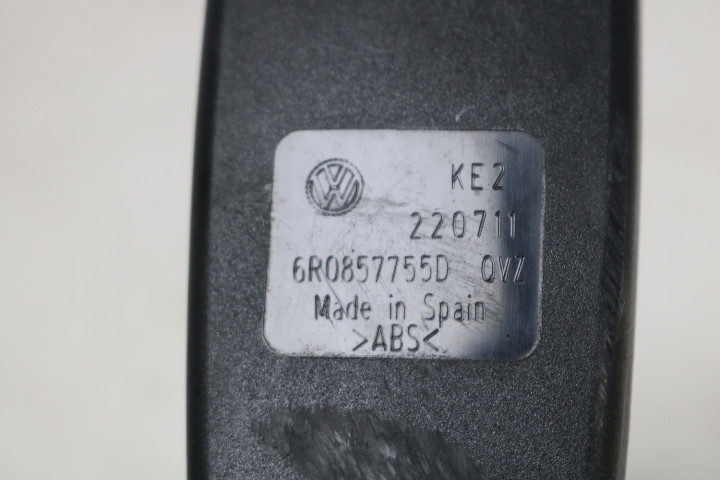 KE2
220711
6R0857755D QVZ
Made in Spain
>ABS<